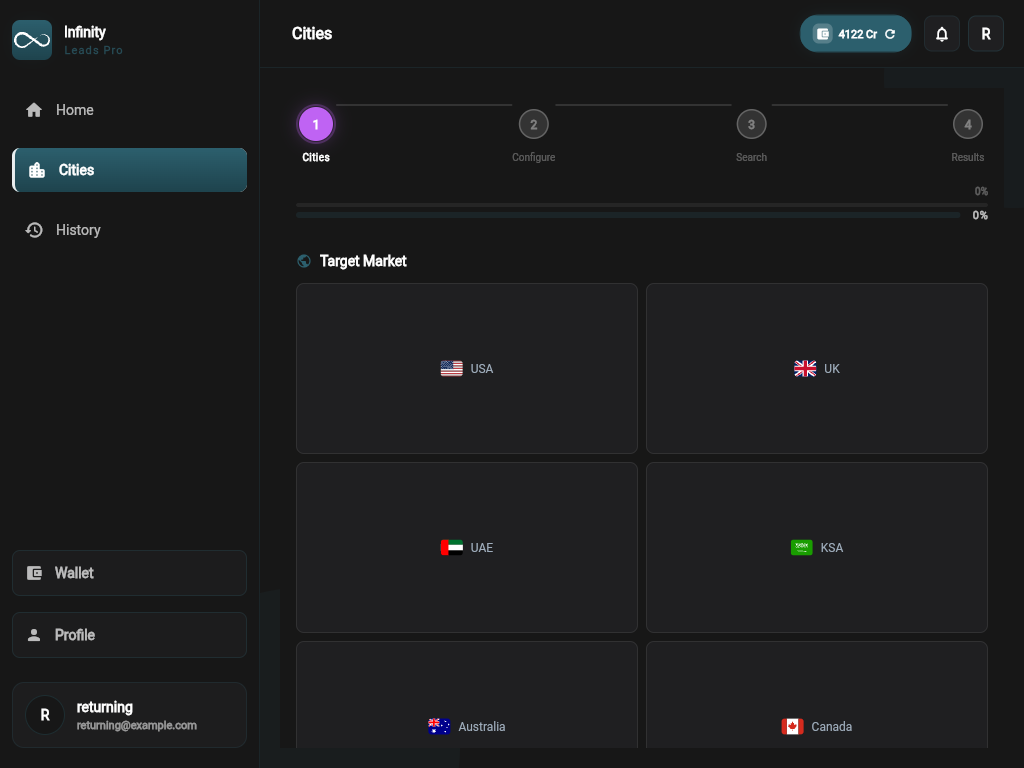 Infinity
Leads Pro
Home
Cities
History
Wallet
Profile
R
returning
returning@example.com
Cities
4122 Cr
R
1
2
3
4
Cities
Configure
Search
Results
0%
0%
Target Market
USA
UK
UAE
KSA
Australia
Canada